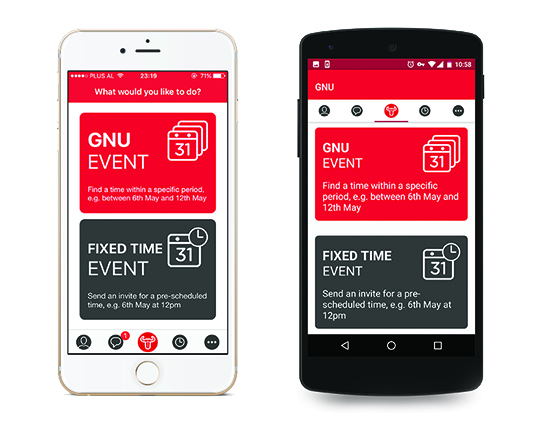 PLUS AL 23:19 71%
What would you like to do?
GNU
EVENT
31
Find a time within a specific period,
e.g. between 6th May and 12th May
FIXED TIME
EVENT
31
Send an invite for a pre-scheduled
time, e.g. 6th May at 12pm
1
10:58
GNU
GNU
EVENT
31
Find a time within a specific
period, e.g. between 6th May and
12th May
FIXED TIME
EVENT
31
Send an invite for a pre-
scheduled time, e.g. 6th May at
12pm